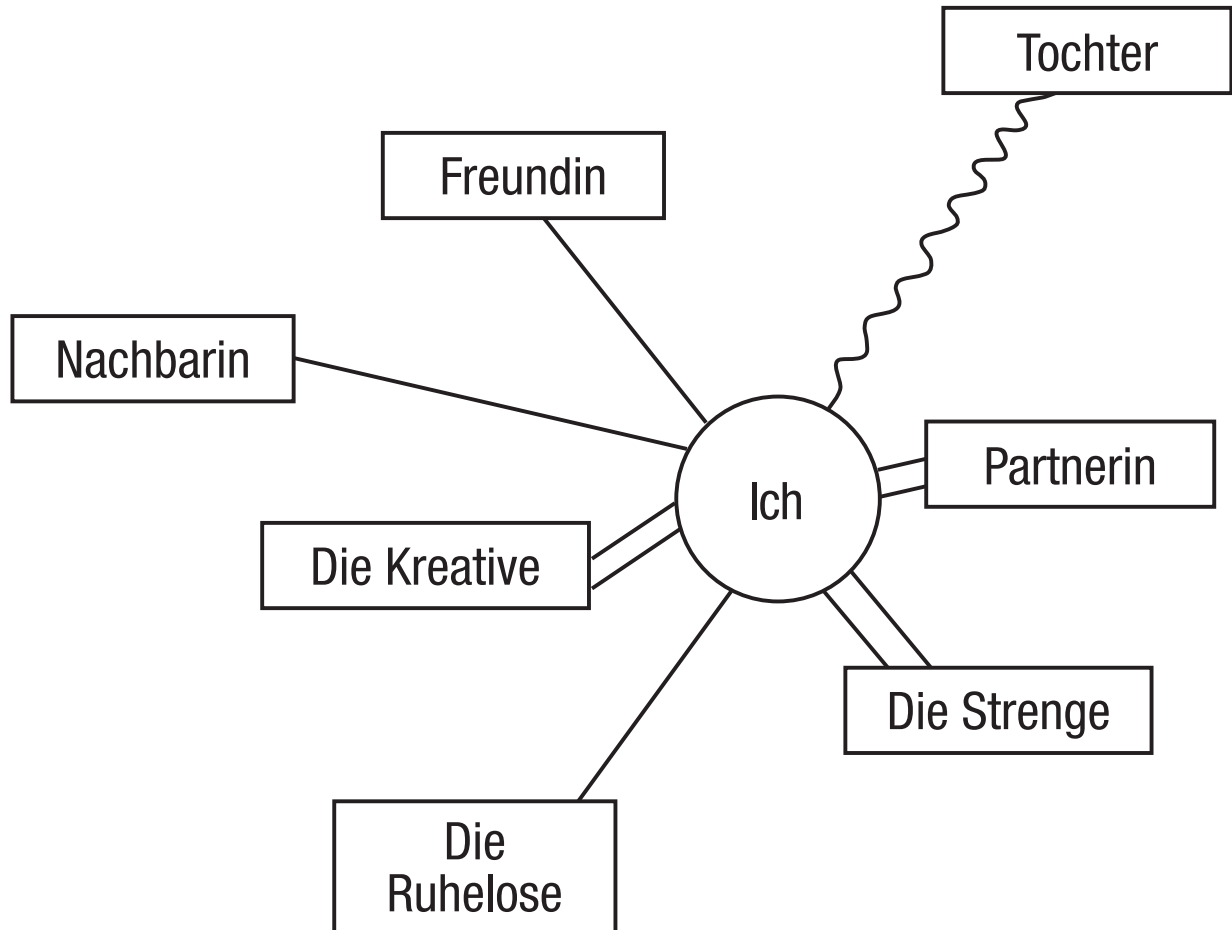 Tochter
Freundin
Nachbarin
Partnerin
Ich
Die Kreative
Die Strenge
Die
Ruhelose